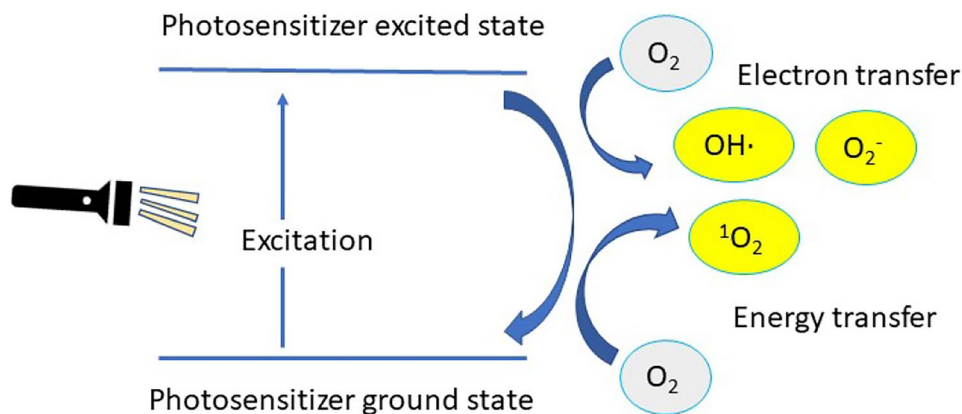 Photosensitizer excited state
O₂
Electron transfer
OH·
O₂⁻
Excitation
¹O₂
Energy transfer
O₂
Photosensitizer ground state